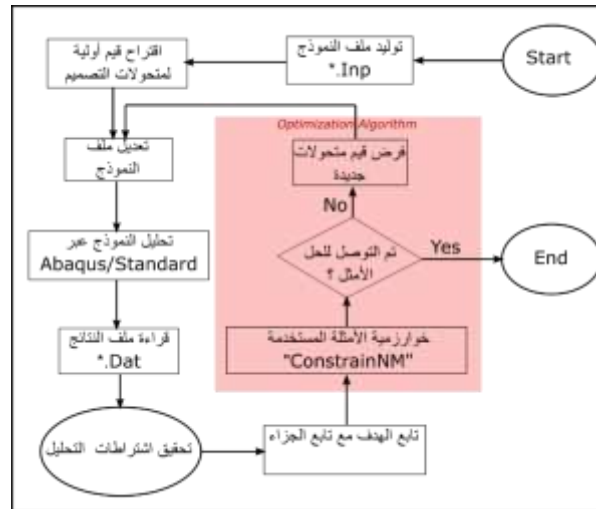 Start
توليد ملف النموذج
*.Inp
اقتراح قيم أولية
لمتحولات التصميم
تعديل ملف
النموذج
تحليل النموذج عبر
Abaqus/Standard
قراءة ملف النتائج
*.Dat
تحقيق اشتراطات التحليل
تابع الهدف مع تابع الجزاء
خوارزمية الأمثلة المستخدمة
"ConstrainNM"
تم التوصل للحل
الأمثل ؟
No
Yes
فرض قيم متحولات
جديدة
Optimization Algorithm
End